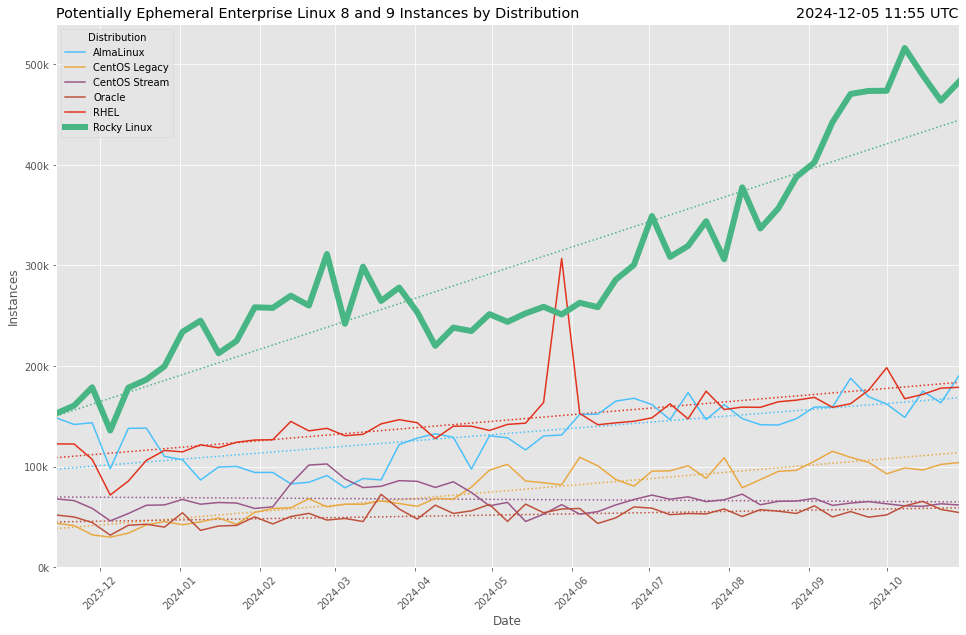 Potentially Ephemeral Enterprise Linux 8 and 9 Instances by Distribution
2024-12-05 11:55 UTC
Distribution
AlmaLinux
CentOS Legacy
CentOS Stream
Oracle
RHEL
Rocky Linux
500k
400k
300k
200k
100k
0k
Instances
2023-12
2024-01
2024-02
2024-03
2024-04
2024-05
2024-06
2024-07
2024-08
2024-09
2024-10
Date